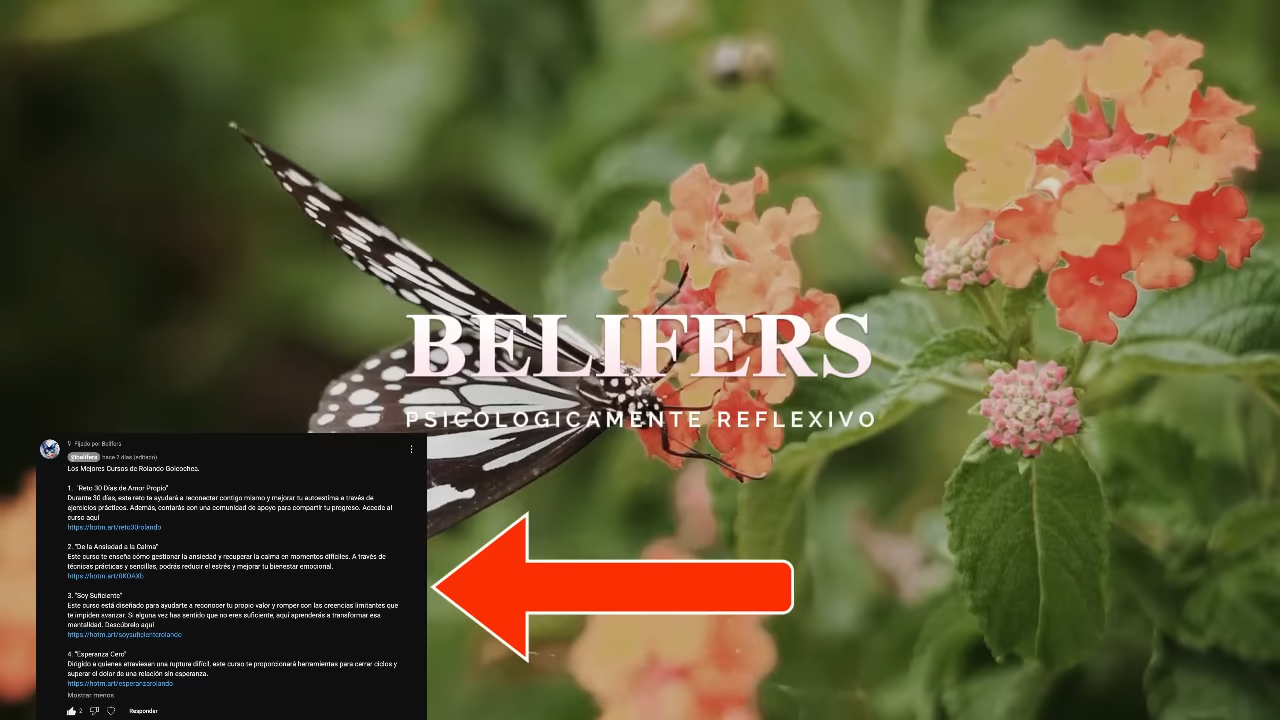 BELIFERS
PSICOLOGICAMENTE REFLEXIVO
Fijado por Belifers
@belifers hace 2 días (editado)
Los Mejores Cursos de Rolando Goicochea.
1. "Reto 30 Días de Amor Propio"
Durante 30 días, este reto te ayudará a reconectar contigo mismo y mejorar tu autoestima a través de
ejercicios prácticos. Además, contarás con una comunidad de apoyo para compartir tu progreso. Accede al
curso aquí
https://hotm.art/reto30rolando
2. "De la Ansiedad a la Calma"
Este curso te enseña cómo gestionar la ansiedad y recuperar la calma en momentos difíciles. A través de
técnicas prácticas y sencillas, podrás reducir el estrés y mejorar tu bienestar emocional.
https://hotm.art/0KOAXb
3. "Soy Suficiente"
Este curso está diseñado para ayudarte a reconocer tu propio valor y romper con las creencias limitantes que
te impiden avanzar. Si alguna vez has sentido que no eres suficiente, aquí aprenderás a transformar esa
mentalidad. Descúbrelo aquí
https://hotm.art/soysuficienterolando
4. "Esperanza Cero"
Dirigido a quienes atraviesan una ruptura difícil, este curso te proporcionará herramientas para cerrar ciclos y
superar el dolor de una relación sin esperanza.
https://hotm.art/esperanzarolando
Mostrar menos
2 Responder